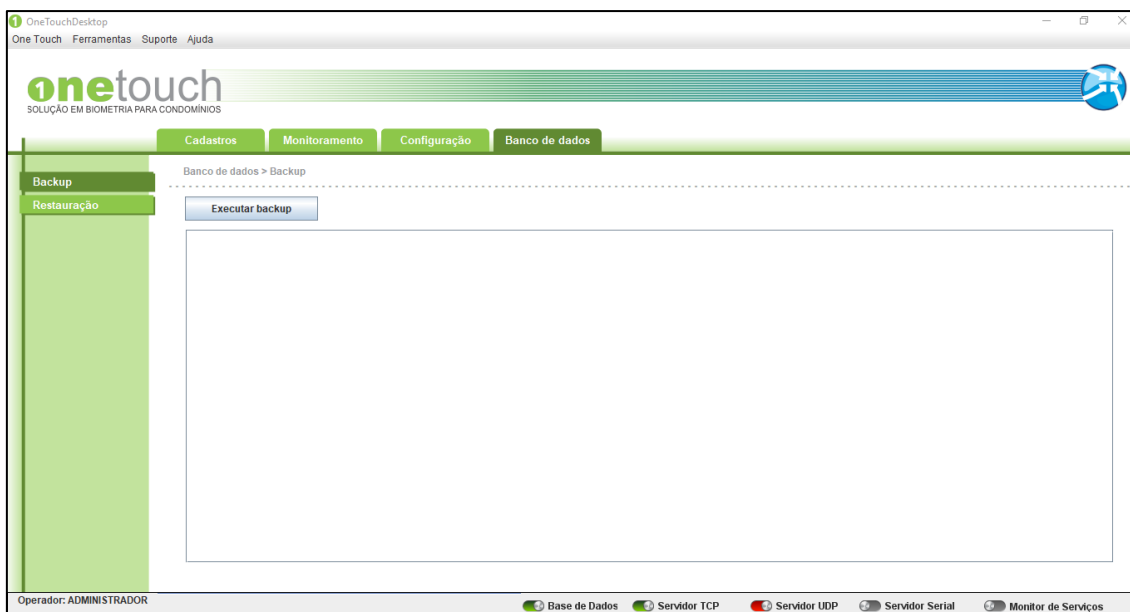 OneTouchDesktop
One Touch Ferramentas Suporte Ajuda
onetouch
SOLUÇÃO EM BIOMETRIA PARA CONDOMÍNIOS
Cadastros Monitoramento Configuração Banco de dados
Backup
Restauração
Banco de dados > Backup
Executar backup
Operador: ADMINISTRADOR
Base de Dados Servidor TCP Servidor UDP Servidor Serial Monitor de Serviços